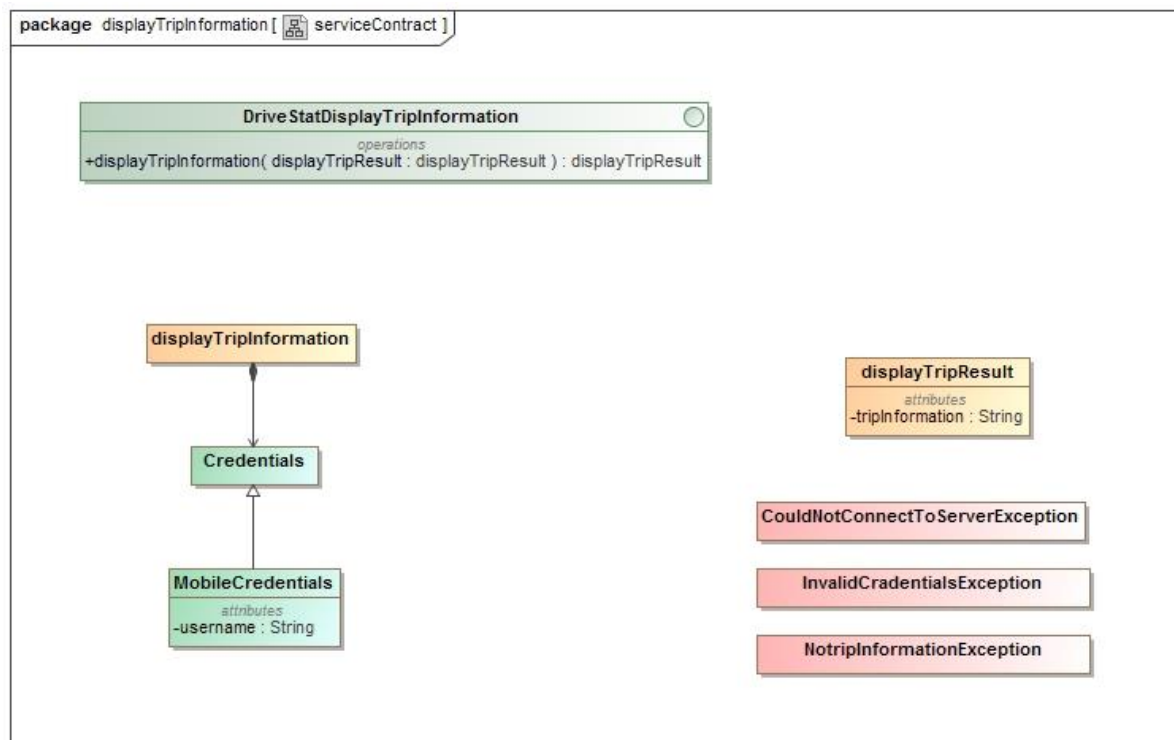 package displayTripInformation [ serviceContract ]
DriveStatDisplayTripInformation
operations
+displayTripInformation( displayTripResult : displayTripResult ) : displayTripResult
displayTripInformation
Credentials
MobileCredentials
attributes
-username : String
displayTripResult
attributes
-tripInformation : String
CouldNotConnectToServerException
InvalidCradentialsException
NotripInformationException